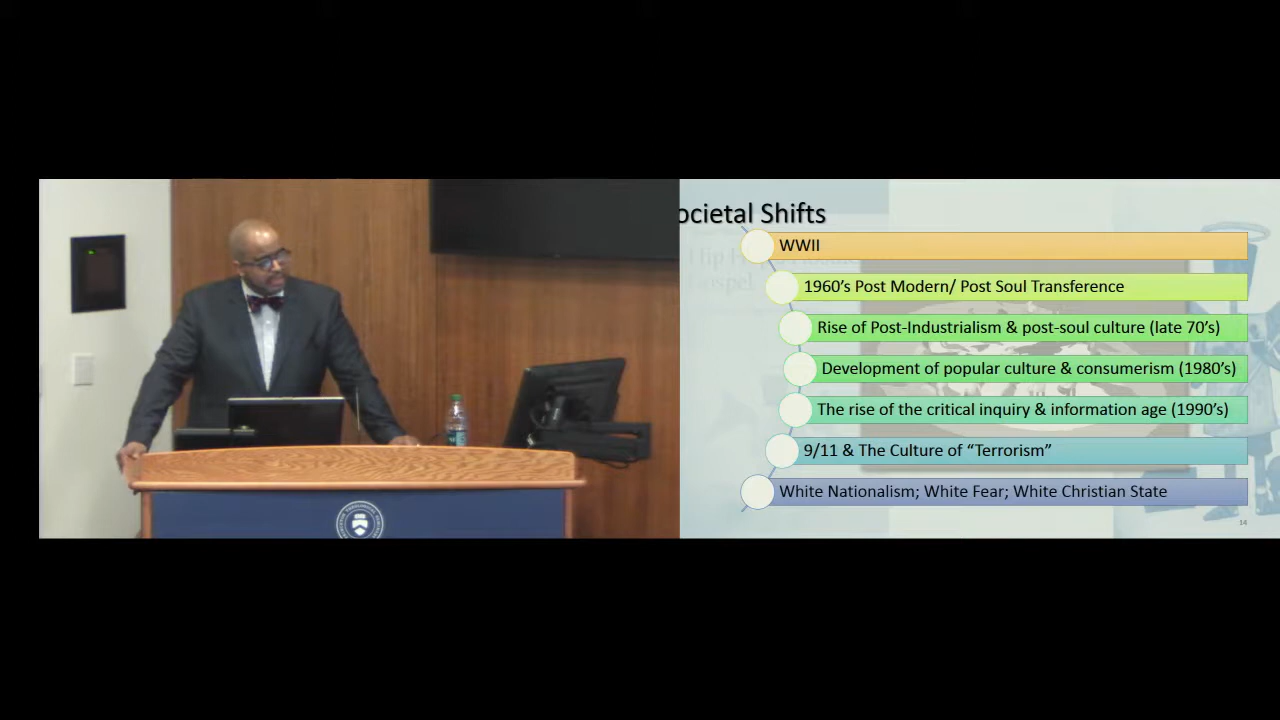 ocietal Shifts
WWII
1960's Post Modern/ Post Soul Transference
Rise of Post-Industrialism & post-soul culture (late 70's)
Development of popular culture & consumerism (1980's)
The rise of the critical inquiry & information age (1990's)
9/11 & The Culture of “Terrorism”
White Nationalism; White Fear; White Christian State
14